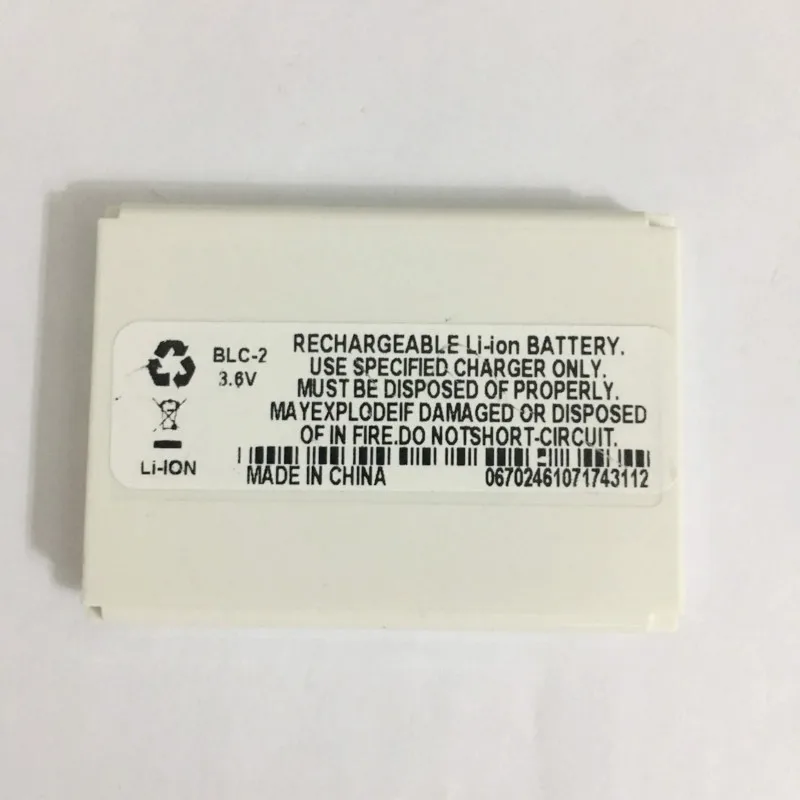 BLC-2
3.6V
Li-ION
RECHARGEABLE Li-ion BATTERY.
USE SPECIFIED CHARGER ONLY.
MUST BE DISPOSED OF PROPERLY.
MAYEXPLODEIF DAMAGED OR DISPOSED
OF IN FIRE.DO NOTSHORT-CIRCUIT.
MADE IN CHINA 06702461071743112